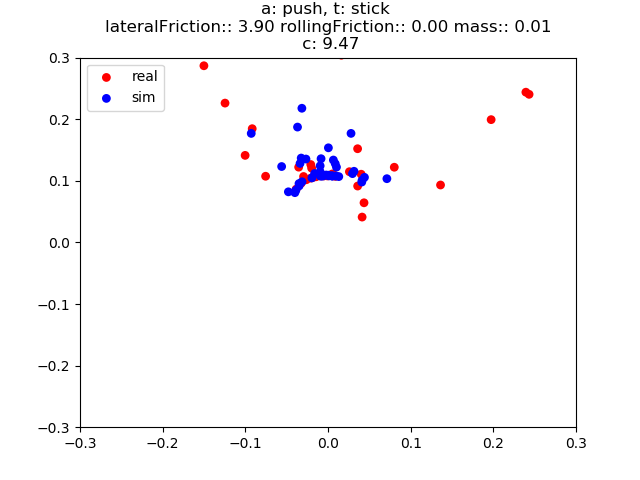 a: push, t: stick
lateralFriction:: 3.90 rollingFriction:: 0.00 mass:: 0.01
c: 9.47
real
sim
0.3
0.2
0.1
0.0
−0.1
−0.2
−0.3
−0.3 −0.2 −0.1 0.0 0.1 0.2 0.3